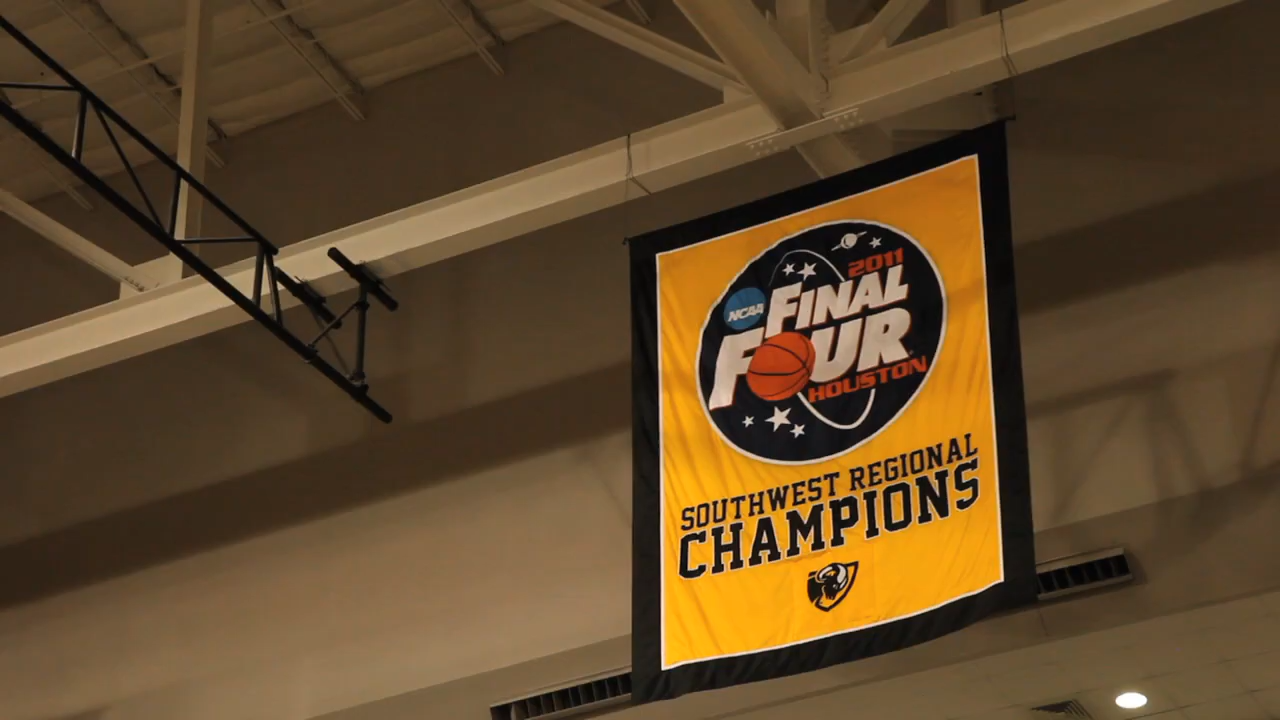 2011
NCAA
FINAL
FOUR
HOUSTON
SOUTHWEST REGIONAL
CHAMPIONS